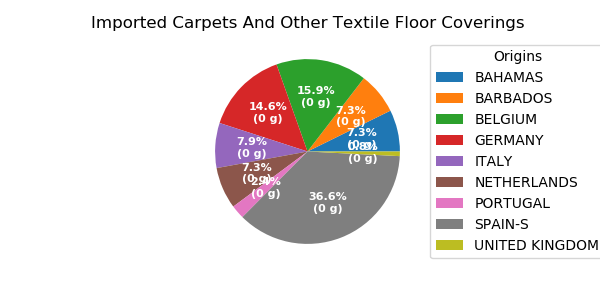 Imported Carpets And Other Textile Floor Coverings
15.9%
(0 g)
14.6%
(0 g)
7.3%
(0 g)
7.3%
(0 g)
7.9%
(0 g)
(0 g)
7.3%
(0 g)
2.4%
(0 g)
36.6%
(0 g)
Origins
BAHAMAS
BARBADOS
BELGIUM
GERMANY
ITALY
NETHERLANDS
PORTUGAL
SPAIN-S
UNITED KINGDOM